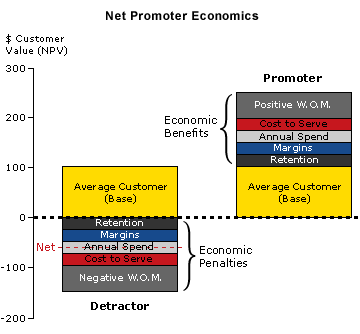 Net Promoter Economics
$ Customer
Value (NPV)
300
200
100
0
-100
-200
Net
Average Customer
(Base)
Retention
Margins
Annual Spend
Cost to Serve
Negative W.O.M.
Detractor
Economic
Penalties
Economic
Benefits
Promoter
Positive W.O.M.
Cost to Serve
Annual Spend
Margins
Retention
Average Customer
(Base)